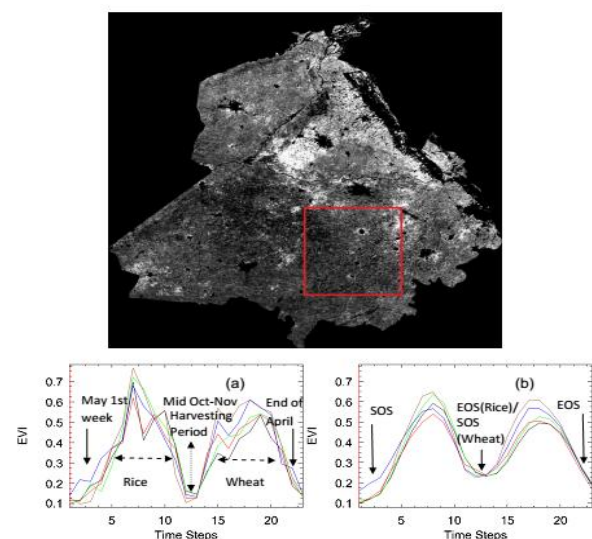 (a)
May 1st
week
Mid Oct-Nov
Harvesting
Period
End of
April
Rice
Wheat
EVI
0.7
0.6
0.5
0.4
0.3
0.2
0.1
5
10
15
20
Time Steps
(b)
SOS
EOS(Rice)/
SOS
(Wheat)
EOS
EVI
0.7
0.6
0.5
0.4
0.3
0.2
0.1
5
10
15
20
Time Steps